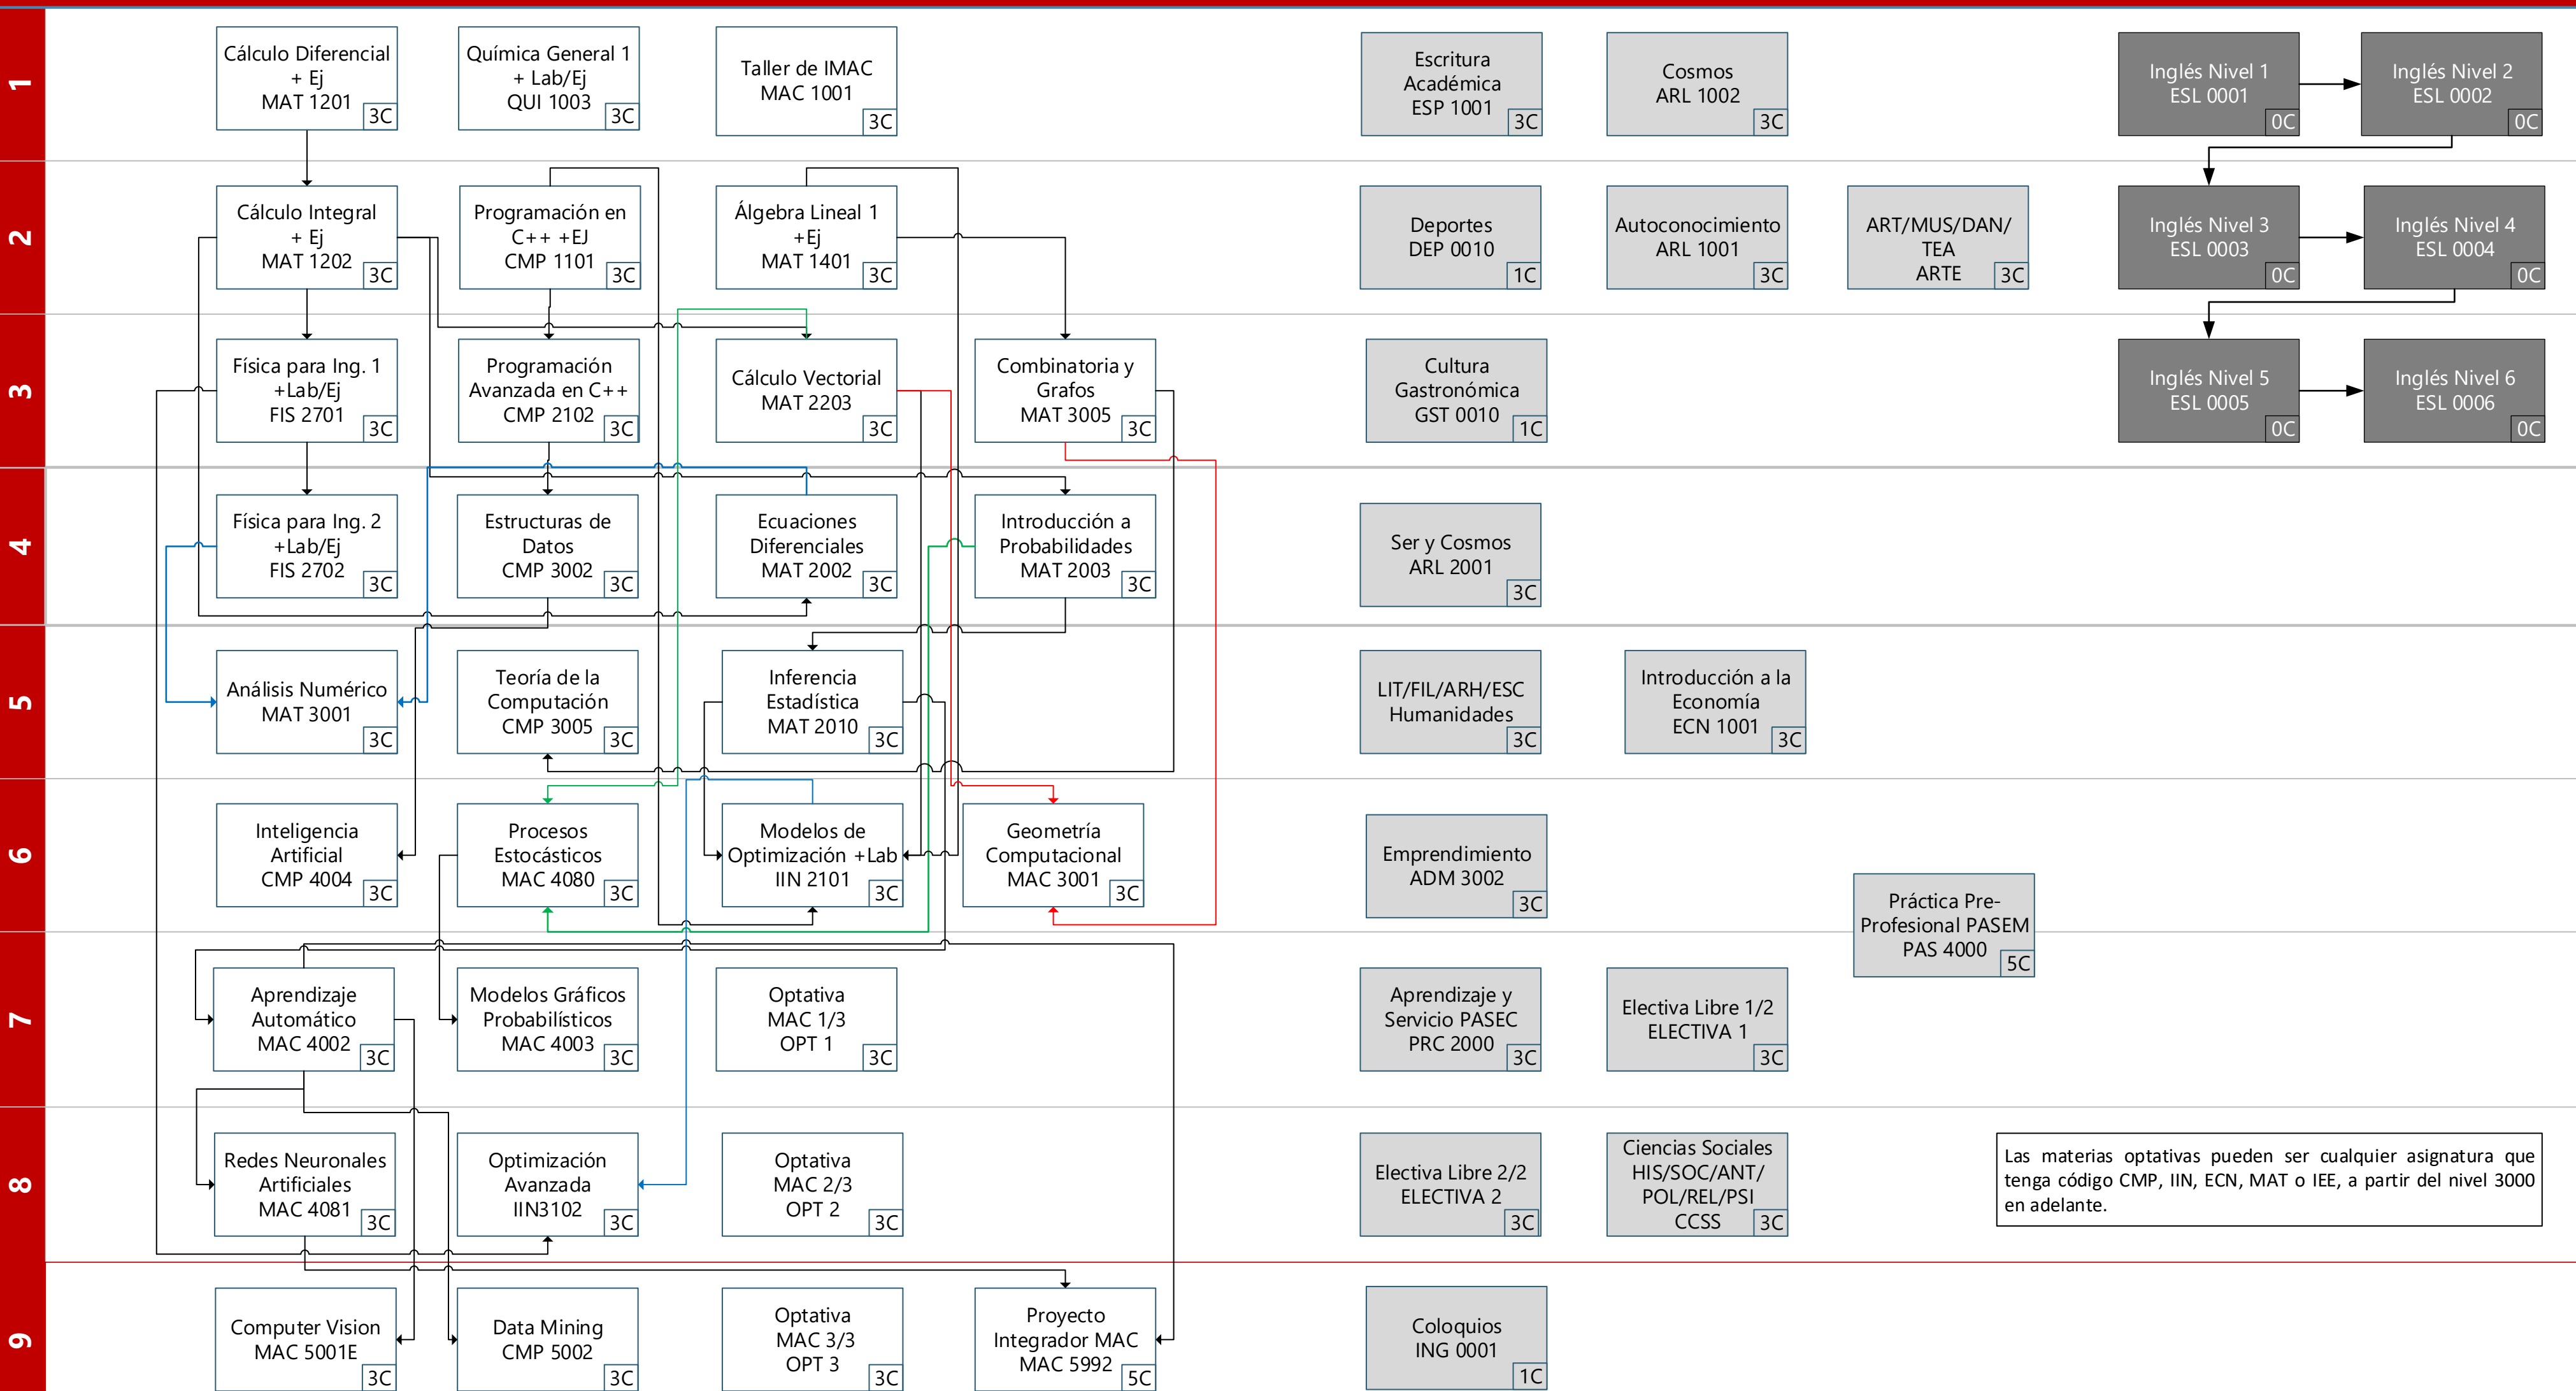 1
Cálculo Diferencial
+ Ej
MAT 1201
3C
Química General 1
+ Lab/Ej
QUI 1003
3C
Taller de IMAC
MAC 1001
3C
Escritura
Académica
ESP 1001
3C
Cosmos
ARL 1002
3C
Inglés Nivel 1
ESL 0001
0C
Inglés Nivel 2
ESL 0002
0C
2
Cálculo Integral
+ Ej
MAT 1202
3C
Programación en
C++ +EJ
CMP 1101
3C
Álgebra Lineal 1
+Ej
MAT 1401
3C
Deportes
DEP 0010
1C
Autoconocimiento
ARL 1001
3C
ART/MUS/DAN/
TEA
ARTE
3C
Inglés Nivel 3
ESL 0003
0C
Inglés Nivel 4
ESL 0004
0C
3
Física para Ing. 1
+Lab/Ej
FIS 2701
3C
Programación
Avanzada en C++
CMP 2102
3C
Cálculo Vectorial
MAT 2203
3C
Combinatoria y
Grafos
MAT 3005
3C
Cultura
Gastronómica
GST 0010
1C
Inglés Nivel 5
ESL 0005
0C
Inglés Nivel 6
ESL 0006
0C
4
Física para Ing. 2
+Lab/Ej
FIS 2702
3C
Estructuras de
Datos
CMP 3002
3C
Ecuaciones
Diferenciales
MAT 2002
3C
Introducción a
Probabilidades
MAT 2003
3C
Ser y Cosmos
ARL 2001
3C
5
Análisis Numérico
MAT 3001
3C
Teoría de la
Computación
CMP 3005
3C
Inferencia
Estadística
MAT 2010
3C
LIT/FIL/ARH/ESC
Humanidades
3C
Introducción a la
Economía
ECN 1001
3C
6
Inteligencia
Artificial
CMP 4004
3C
Procesos
Estocásticos
MAC 4080
3C
Modelos de
Optimización +Lab
IIN 2101
3C
Geometría
Computacional
MAC 3001
3C
Emprendimiento
ADM 3002
3C
Práctica Pre-
Profesional PASEM
PAS 4000
5C
7
Aprendizaje
Automático
MAC 4002
3C
Modelos Gráficos
Probabilísticos
MAC 4003
3C
Optativa
MAC 1/3
OPT 1
3C
Aprendizaje y
Servicio PASEC
PRC 2000
3C
Electiva Libre 1/2
ELECTIVA 1
3C
8
Redes Neuronales
Artificiales
MAC 4081
3C
Optimización
Avanzada
IIN3102
3C
Optativa
MAC 2/3
OPT 2
3C
Electiva Libre 2/2
ELECTIVA 2
3C
Ciencias Sociales
HIS/SOC/ANT/
POL/REL/PSI
CCSS
3C
Las materias optativas pueden ser cualquier asignatura que
tenga código CMP, IIN, ECN, MAT o IEE, a partir del nivel 3000
en adelante.
9
Computer Vision
MAC 5001E
3C
Data Mining
CMP 5002
3C
Optativa
MAC 3/3
OPT 3
3C
Proyecto
Integrador MAC
MAC 5992
5C
Coloquios
ING 0001
1C